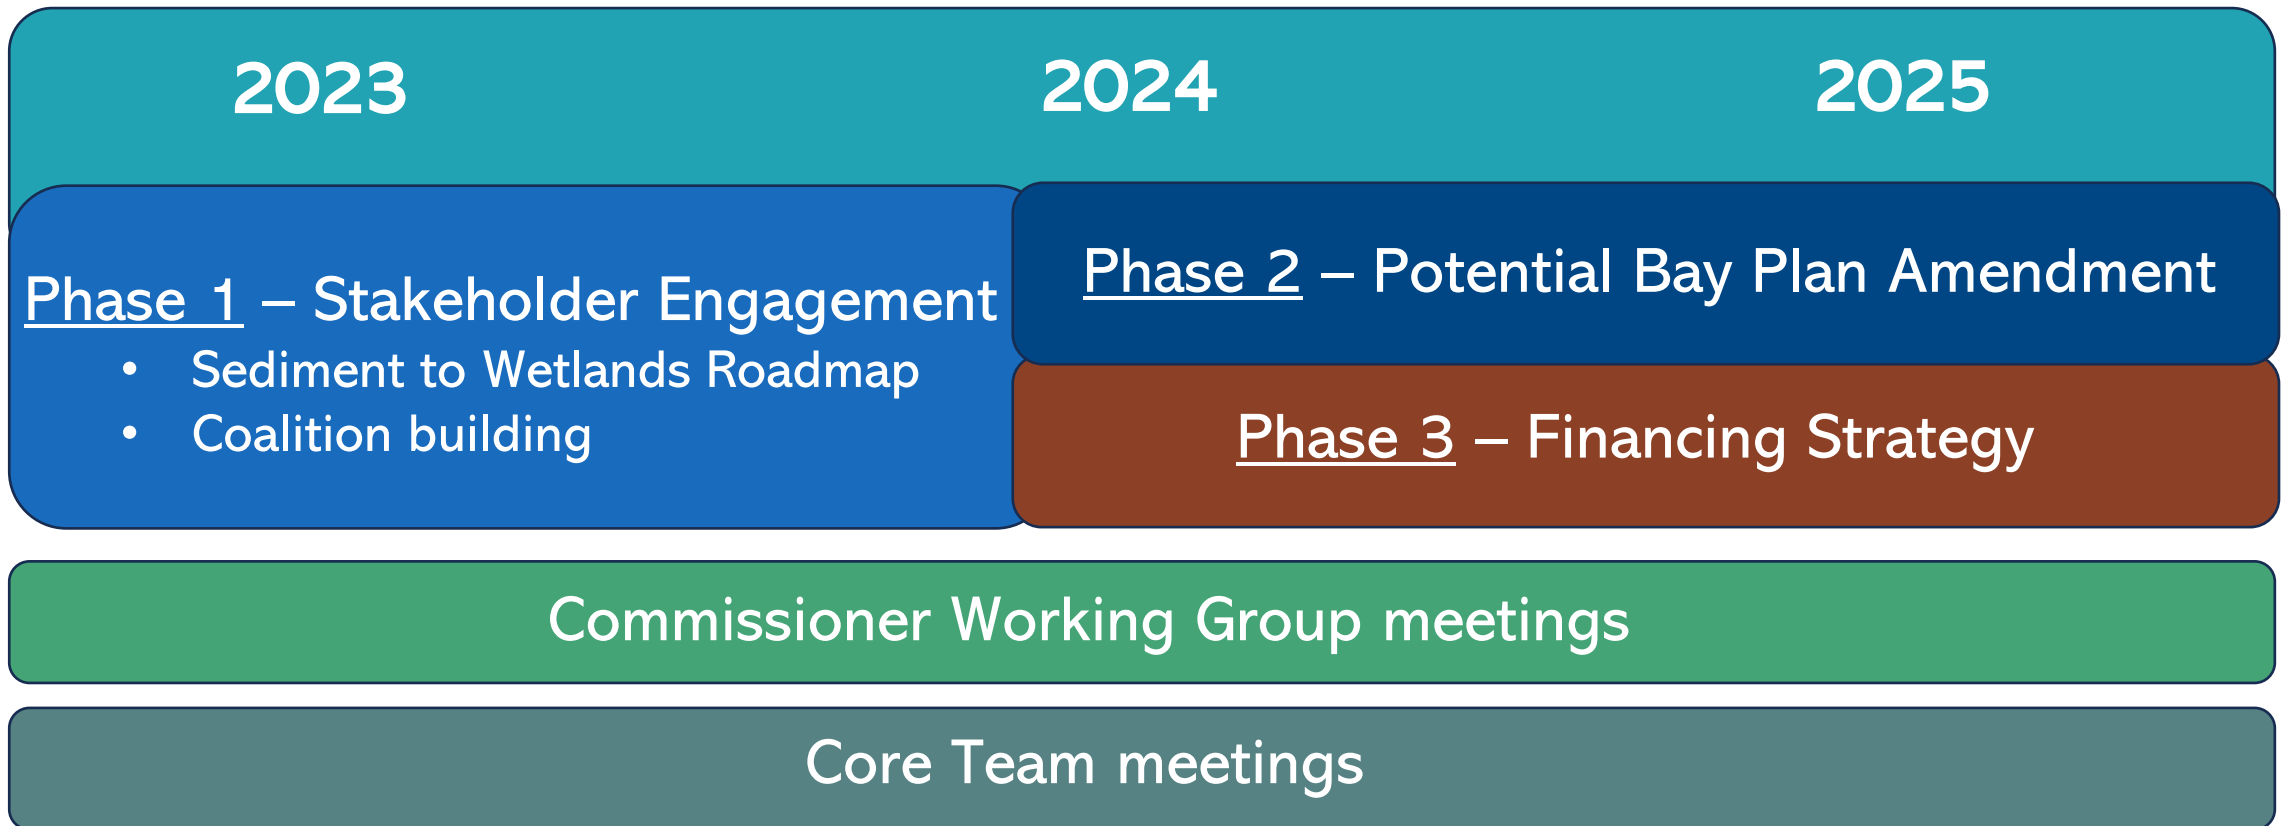 2023 2024 2025
Phase 1 – Stakeholder Engagement
• Sediment to Wetlands Roadmap
• Coalition building
Phase 2 – Potential Bay Plan Amendment
Phase 3 – Financing Strategy
Commissioner Working Group meetings
Core Team meetings